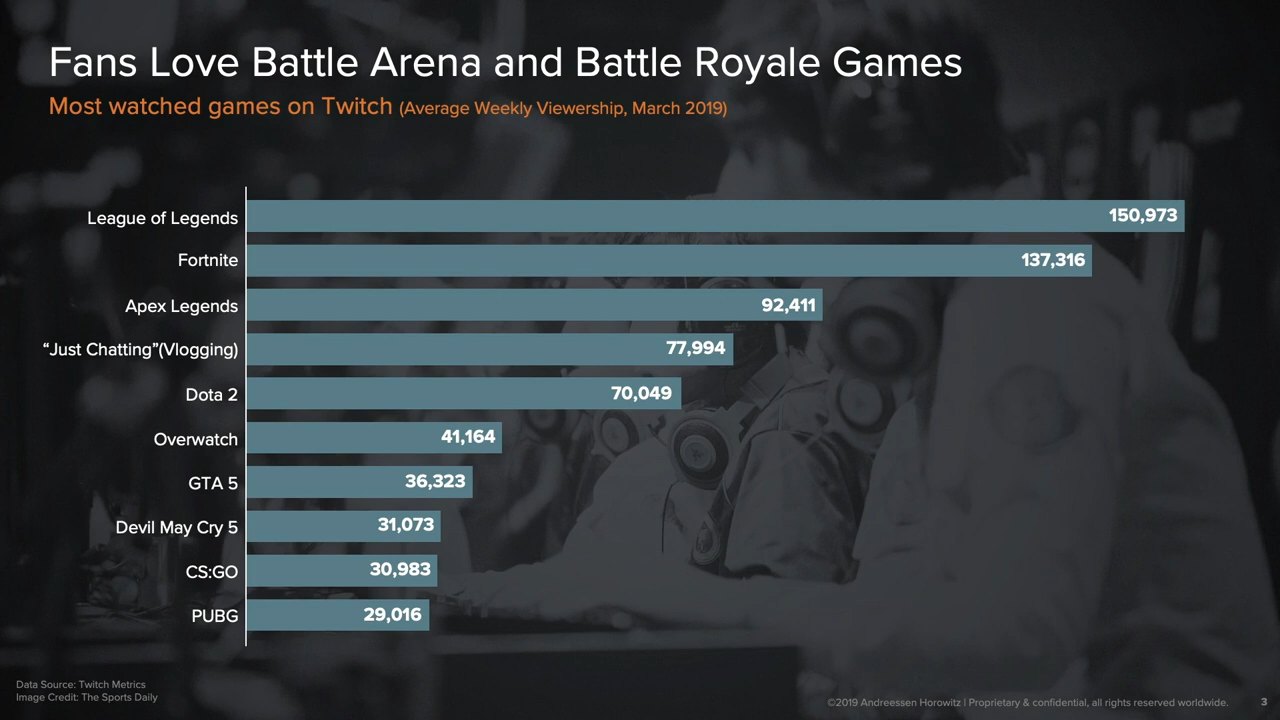 Fans Love Battle Arena and Battle Royale Games
Most watched games on Twitch (Average Weekly Viewership, March 2019)
League of Legends 150,973
Fortnite 137,316
Apex Legends 92,411
“Just Chatting”(Vlogging) 77,994
Dota 2 70,049
Overwatch 41,164
GTA 5 36,323
Devil May Cry 5 31,073
CS:GO 30,983
PUBG 29,016
Data Source: Twitch Metrics
Image Credit: The Sports Daily
©2019 Andreessen Horowitz | Proprietary & confidential, all rights reserved worldwide. 3